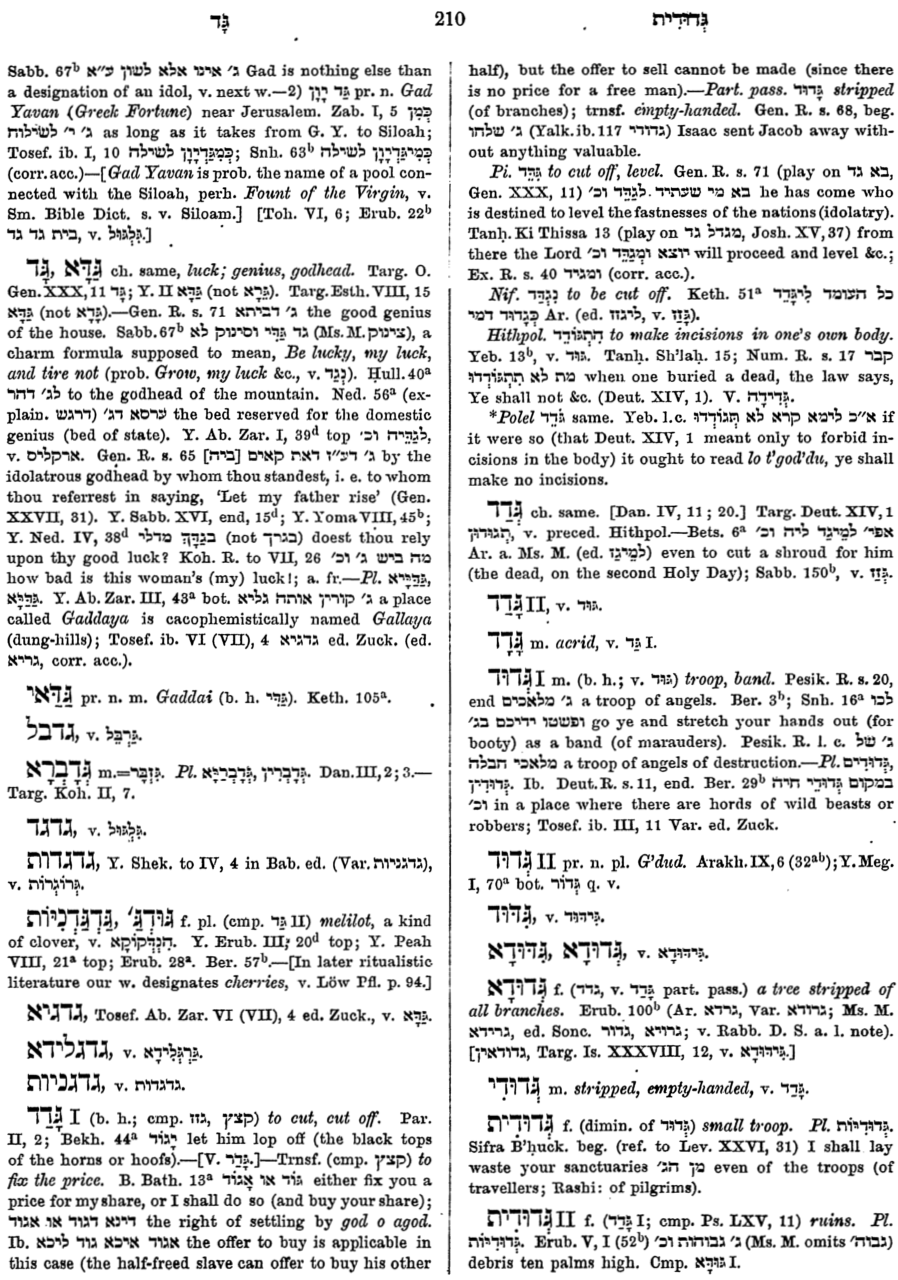 גָּד 210 גְּדוּדִית
Sabb. 67b ג׳ אינו אלא לשון ע״א Gad is nothing else than
a designation of an idol, v. next w.—2) גַּד יָוָן pr. n. Gad
Yavan (Greek Fortune) near Jerusalem. Zab. I, 5 כְּמִן
ג׳ י׳ לשילוח as long as it takes from G. Y. to Siloah;
Tosef. ib. I, 10 כְּמִגַּדְיָוָן לשילה; Snh. 63b כְּמִיגַּדְיָוָן לשילה
(corr. acc.)—[Gad Yavan is prob. the name of a pool con-
nected with the Siloah, perh. Fount of the Virgin, v.
Sm. Bible Dict. s. v. Siloam.] [Toh. VI, 6; Erub. 22b
בית גד גד, v. גִּלְגּוּל.]
גַּדָּא, גָּד ch. same, luck; genius, godhead. Targ. O.
Gen. XXX, 11 גָּד; Y. II גַּדָּא (not גָּדָא). Targ. Esth. VIII, 15
גַּדָּא (not גָּדָא).—Gen. R. s. 71 ג׳ דביתא the good genius
of the house. Sabb. 67b גד גַּדִּי וסינוק לא (Ms. M. צינוק), a
charm formula supposed to mean, Be lucky, my luck,
and tire not (prob. Grow, my luck &c., v. נְגַד). Ḥull. 40a
לג׳ דהר to the godhead of the mountain. Ned. 56a (ex-
plain. דרגש) ערסא דג׳ the bed reserved for the domestic
genius (bed of state). Y. Ab. Zar. I, 39d top לְגַדֵּיהּ וכ׳,
v. ארקליס. Gen. R. s. 65 ג׳ דע״ו דאת קאים [ביה] by the
idolatrous godhead by whom thou standest, i. e. to whom
thou referrest in saying, ‘Let my father rise’ (Gen.
XXVII, 31). Y. Sabb. XVI, end, 15d; Y. Yoma VIII, 45b;
Y. Ned. IV, 38d בגַדָּךְ מדלי (not בגרך) doest thou rely
upon thy good luck? Koh. R. to VII, 26 מה ביש ג׳ וכ׳
how bad is this woman's (my) luck!; a. fr.—Pl. גַּדַּיָּיא,
גַּדַּיָּא. Y. Ab. Zar. III, 43a bot. ג׳ קורין אותה גליא a place
called Gaddaya is cacophemistically named Gallaya
(dung-hills); Tosef. ib. VI (VII), 4 גדגיא ed. Zuck. (ed.
גריא, corr. acc.).
גַּדַּאי pr. n. m. Gaddai (b. h. גַּדִּי). Keth. 105a.
גדבל, v. גַּרְבֵּל.
גְּדָבְרָא m.=גִּזְבָּר. Pl. גְּדָבְרִין, גְּדָבְרַיָּא. Dan. III, 2; 3.—
Targ. Koh. II, 7.
גדגד, v. גִּלְגּוּל.
גדגדות, Y. Shek. to IV, 4 in Bab. ed. (Var. גדגניות),
v. גְּרוֹגְרוֹת.
גַּדְגְּדָנִיּוֹת, גּוּדְגַּ׳ f. pl. (cmp. גַּד II) melilot, a kind
of clover, v. הִנְדְּקוֹקָא. Y. Erub. III, 20d top; Y. Peah
VIII, 21a top; Erub. 28a. Ber. 57b.—[In later ritualistic
literature our w. designates cherries, v. Löw Pfl. p. 94.]
גדגיא, Tosef. Ab. Zar. VI (VII), 4 ed. Zuck., v. גַּדָּא.
גדגלידא, v. גַּרְגְּלִידָא.
גדגניות, v. גדגדות.
גָּדַד I (b. h.; cmp. גזז, קצץ) to cut, cut off. Par.
II, 2; Bekh. 44a יָגוֹד let him lop off (the black tops
of the horns or hoofs).—[V. גָּדַר.]—Trnsf. (cmp. קצץ) to
fix the price. B. Bath. 13a גּוֹד או אָגוֹד either fix you a
price for my share, or I shall do so (and buy your share);
דינא דגוד או אגוד the right of settling by god o agod.
Ib. אגוד איכא גוד ליכא the offer to buy is applicable in
this case (the half-freed slave can offer to buy his other
half), but the offer to sell cannot be made (since there
is no price for a free man).—Part. pass. גָּדוּד stripped
(of branches); trnsf. empty-handed. Gen. R. s. 68, beg.
ג׳ שלחו (Yalk. ib. 117 גדודי) Isaac sent Jacob away with-
out anything valuable.
Pi. גִּדֵּד to cut off, level. Gen. R. s. 71 (play on בא גד,
Gen. XXX, 11) בא מי שעתיד לגַדֵּד וכ׳ he has come who
is destined to level the fastnesses of the nations (idolatry).
Tanḥ. Ki Thissa 13 (play on מגדל גד, Josh. XV, 37) from
there the Lord יוצא ומְגַדֵּד וכ׳ will proceed and level &c.;
Ex. R. s. 40 ומגיד (corr. acc.).
Nif. נִגְדַּד to be cut off. Keth. 51a כל העומד לִיגָּדֵד
כְּגָדוּד דמי Ar. (ed. ליגזז, v. גָּזַז).
Hithpol. הִתְגּוֹדֵד to make incisions in one's own body.
Yeb. 13b, v. גּוּד. Tanḥ. Sh'laḥ. 15; Num. R. s. 17 קבר
מת לא תִתְגּוֹדְדוּ when one buried a dead, the law says,
Ye shall not &c. (Deut. XIV, 1). V. גְּדִידָה.
*Polel גּוֹדֵד same. Yeb. l. c. א״כ לימא קרא לא תְּגוֹדְדוּ if
it were so (that Deut. XIV, 1 meant only to forbid in-
cisions in the body) it ought to read lo t'god'du, ye shall
make no incisions.
גְּדַד ch. same. [Dan. IV, 11; 20.] Targ. Deut. XIV, 1
תגודון, v. preced. Hithpol.—Bets. 6a אפי׳ לְמֵיגַּד ליה וכ׳
Ar. a. Ms. M. (ed. לְמֵיגַּז) even to cut a shroud for him
(the dead, on the second Holy Day); Sabb. 150b, v. גְּזַז.
גָּדַד II, v. גּוּד.
גָּדָד m. acrid, v. גַּד I.
גְּדוּד I m. (b. h.; v. גּוּד) troop, band. Pesik. R. s. 20,
end ג׳ מלאכים a troop of angels. Ber. 3b; Snh. 16a לכו
ופשטו ידיכם בג׳ go ye and stretch your hands out (for
booty) as a band (of marauders). Pesik. R. l. c. ג׳ של
מלאכי חבלה a troop of angels of destruction.—Pl. גְּדוּדִים,
גְּדוּדִין. Ib. Deut. R. s. 11, end. Ber. 29b במקום גְּדוּדֵי חיה
וכ׳ in a place where there are hords of wild beasts or
robbers; Tosef. ib. III, 11 Var. ed. Zuck.
גְּדוּד II pr. n. pl. G'dud. Arakh. IX, 6 (32ab); Y. Meg.
I, 70a bot. גְּדוֹר q. v.
גִּדּוּד, v. גִּידּוּד.
גְּדוּדָא, גִּדּוּדָא, v. גִּידּוּדָא.
גְּדוּדָא f. (גדד, v. גָּדַד part. pass.) a tree stripped of
all branches. Erub. 100b (Ar. גרדא, Var. גרודא; Ms. M.
גרידא, ed. Sonc. גרויא, גדור; v. Rabb. D. S. a. l. note).
[גדודאין, Targ. Is. XXXVIII, 12, v. גִּידּוּדָא.]
גְּדוּדִי m. stripped, empty-handed, v. גָּדַד.
גְּדוּדִית f. (dimin. of גְּדוּד) small troop. Pl. גְּדוּדִיּוֹת.
Sifra B'ḥuck. beg. (ref. to Lev. XXVI, 31) I shall lay
waste your sanctuaries מן הג׳ even of the troops (of
travellers; Rashi: of pilgrims).
גְּדוּדִית II f. (גָּדַד I; cmp. Ps. LXV, 11) ruins. Pl.
גְּדוּדִיּוֹת. Erub. V, I (52b) ג׳ גבוהות וכ׳ (Ms. M. omits גבוה׳)
debris ten palms high. Cmp. גּוּדָא I.